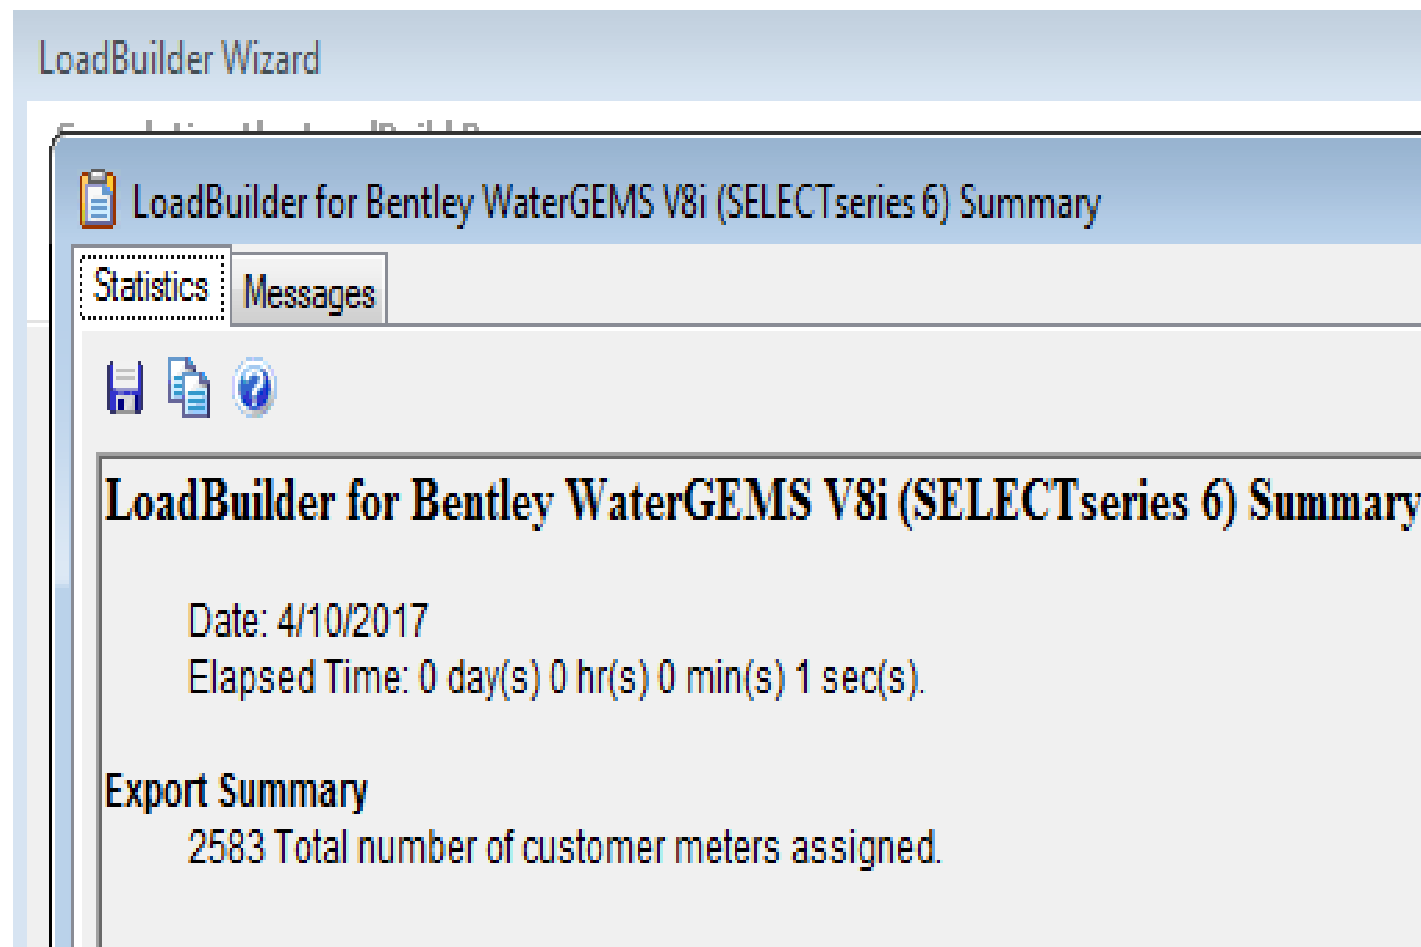 LoadBuilder Wizard
LoadBuilder for Bentley WaterGEMS V8i (SELECTseries 6) Summary
Statistics Messages
LoadBuilder for Bentley WaterGEMS V8i (SELECTseries 6) Summary
Date: 4/10/2017
Elapsed Time: 0 day(s) 0 hr(s) 0 min(s) 1 sec(s).
Export Summary
2583 Total number of customer meters assigned.